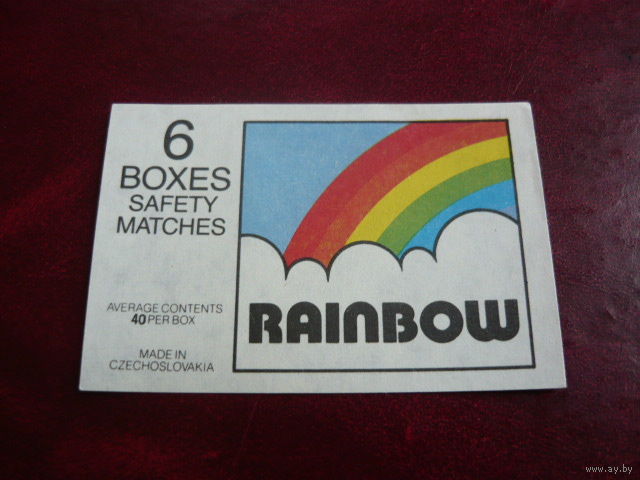 6
BOXES
SAFETY
MATCHES
AVERAGE CONTENTS
40 PER BOX
MADE IN
CZECHOSLOVAKIA
RAINBOW
www.ay.by